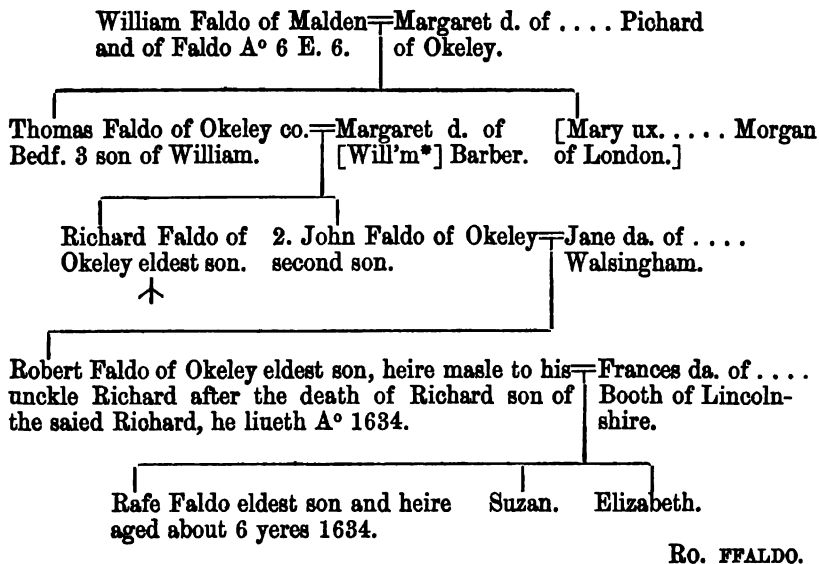 William Faldo of Malden Margaret d. of .... Pichard
and of Faldo Aº 6 E. 6. of Okeley.
Thomas Faldo of Okeley co. Margaret d. of [Mary ux..... Morgan
Bedf. 3 son of William. [Will'm*] Barber. of London.]
Richard Faldo of 2. John Faldo of Okeley Jane da. of ....
Okeley eldest son. second son. Walsingham.
Robert Faldo of Okeley eldest son, heire masle to his Frances da. of ....
unckle Richard after the death of Richard son of Booth of Lincoln-
the saied Richard, he liueth Aº 1634. shire.
Rafe Faldo eldest son and heire Suzan. Elizabeth.
aged about 6 yeres 1634.
Ro. FFALDO.